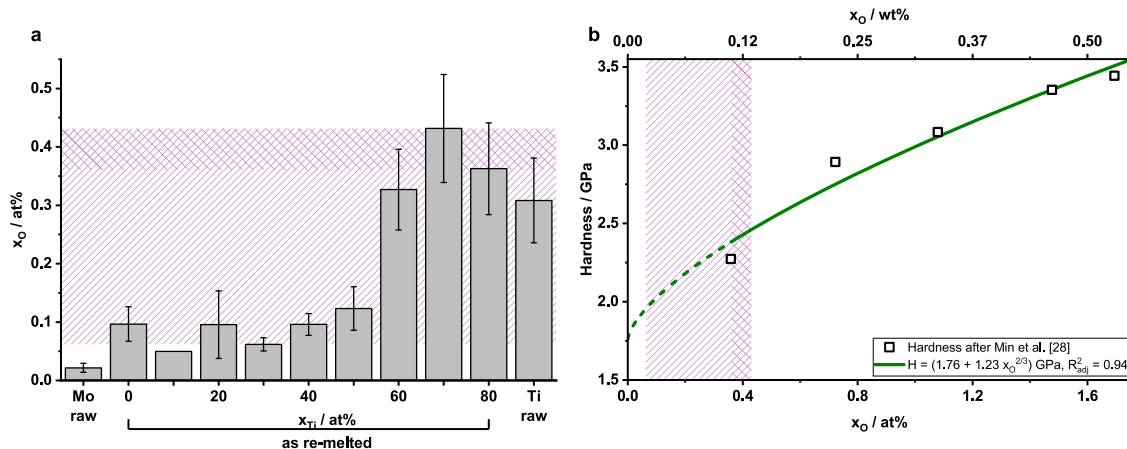 a
x_O / at%
0.5
0.4
0.3
0.2
0.1
0.0
Mo raw
0
20
40
60
80
Ti raw
x_Ti / at%
as re-melted
b
x_O / wt%
0.00
0.12
0.25
0.37
0.50
Hardness / GPa
3.5
3.0
2.5
2.0
1.5
Hardness after Min et al. [28]
H = (1.76 + 1.23 x_O^{2/3}) GPa, R^2_{adj} = 0.94
0.0
0.4
0.8
1.2
1.6
x_O / at%